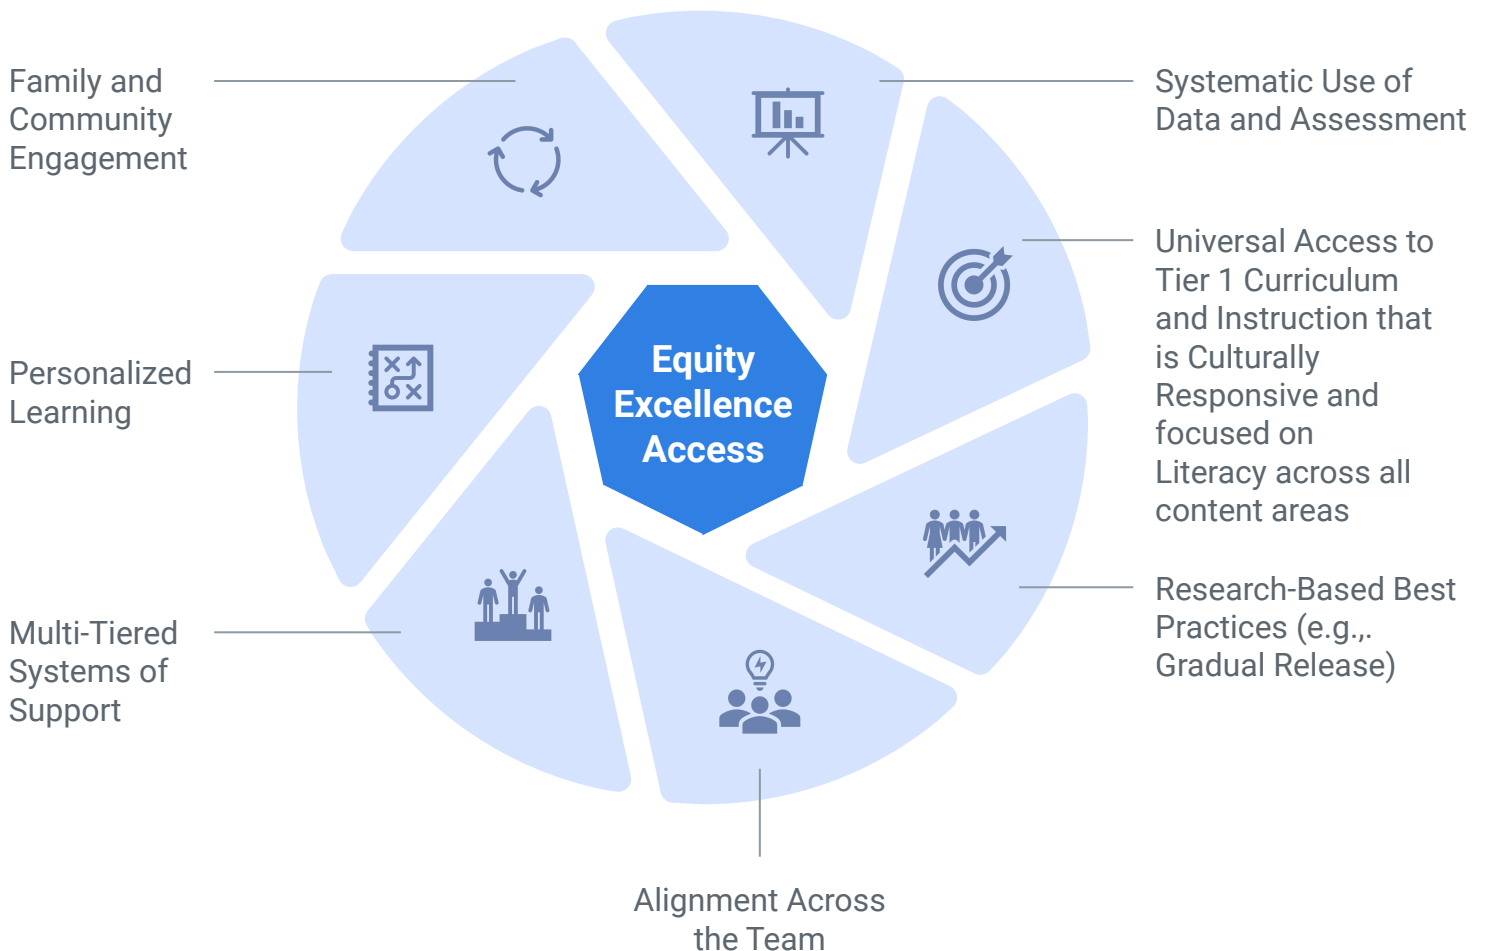 Family and
Community
Engagement
Systematic Use of
Data and Assessment
Universal Access to
Tier 1 Curriculum
and Instruction that
is Culturally
Responsive and
focused on
Literacy across all
content areas
Personalized
Learning
Equity
Excellence
Access
Research-Based Best
Practices (e.g.,.
Gradual Release)
Multi-Tiered
Systems of
Support
Alignment Across
the Team